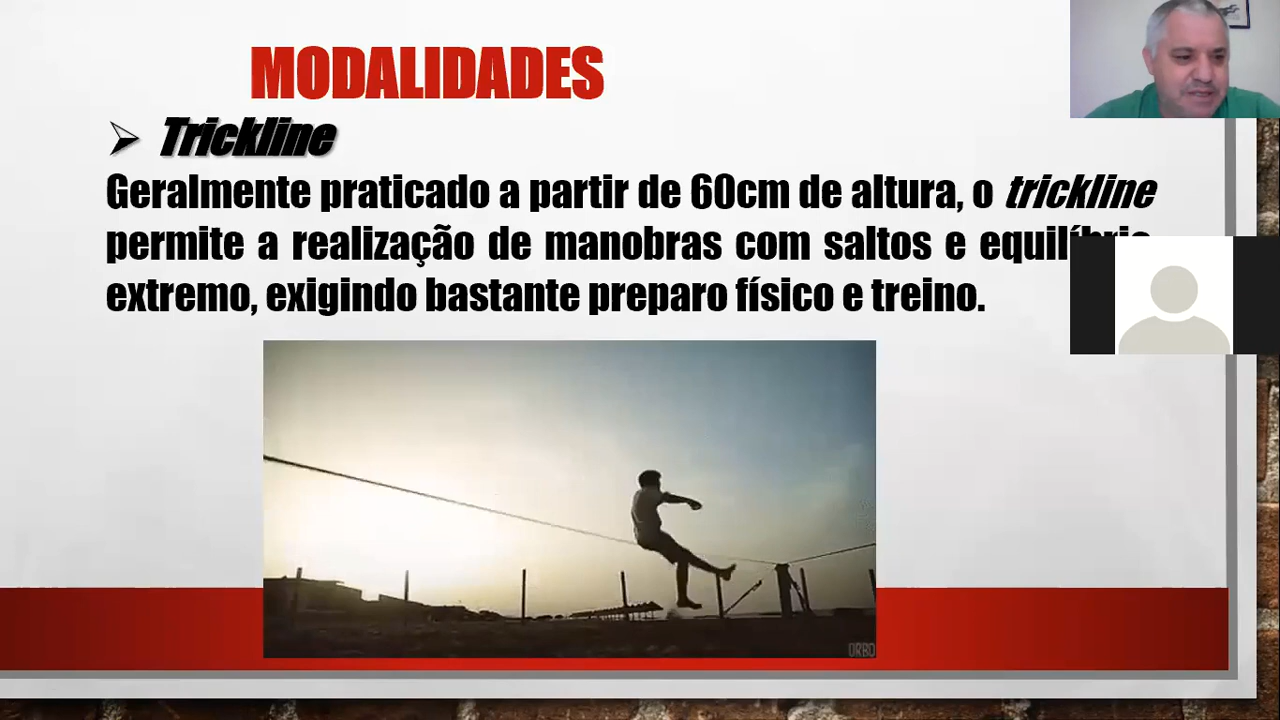 MODALIDADES
Trickline
Geralmente praticado a partir de 60cm de altura, o trickline
permite a realização de manobras com saltos e
extremo, exigindo bastante preparo físico e treino.
ORBO